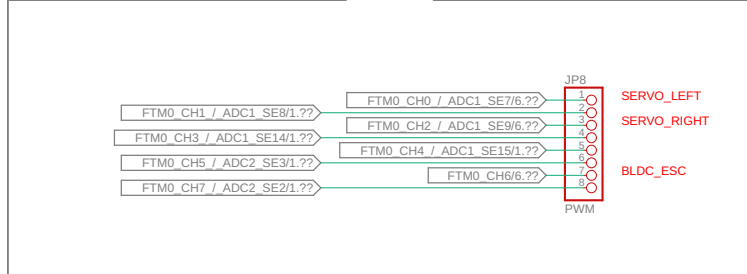 JP8
FTM0_CH0_/_ADC1_SE7/6.?? 1 SERVO_LEFT
FTM0_CH1_/_ADC1_SE8/1.?? 2
FTM0_CH2_/_ADC1_SE9/6.?? 3 SERVO_RIGHT
FTM0_CH3_/_ADC1_SE14/1.?? 4
FTM0_CH4_/_ADC1_SE15/1.?? 5
FTM0_CH5_/_ADC2_SE3/1.?? 6
FTM0_CH6/6.?? 7 BLDC_ESC
FTM0_CH7_/_ADC2_SE2/1.?? 8
PWM